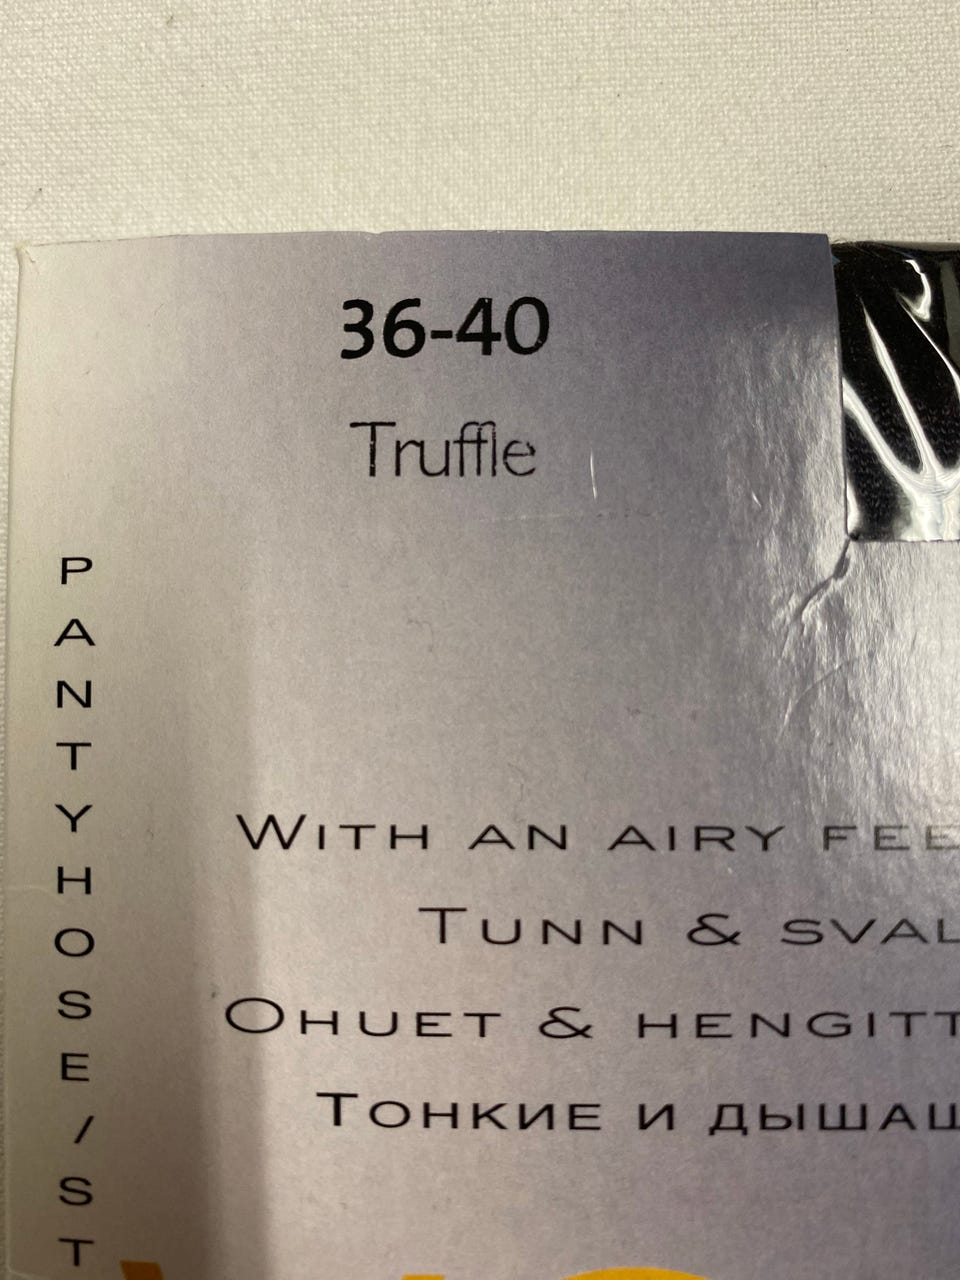 36-40
Truffle
PANTYHOSE/ST
WITH AN AIRY FEE
TUNN & SVAL
OHUET & HENGITT
ТОНКИЕ И ДЫШАЩ